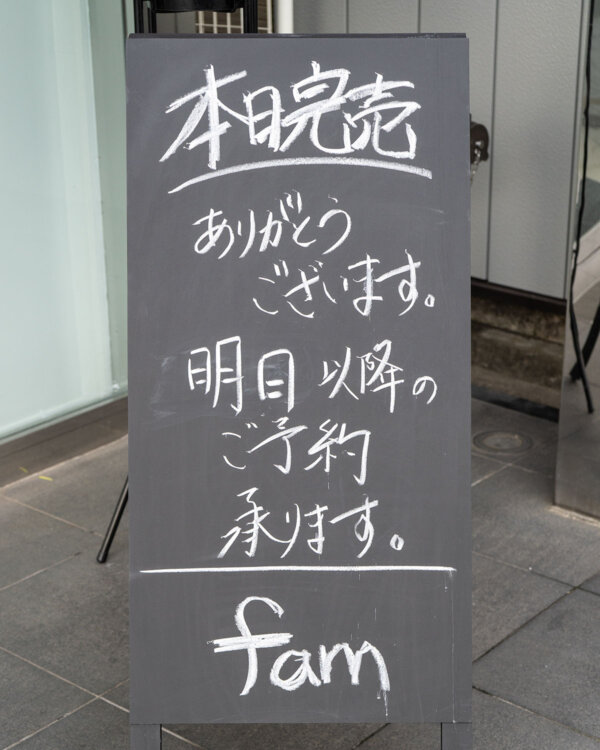 本日完売
ありがとう
ございます。
明日以降の
ご予約
承ります。
fam